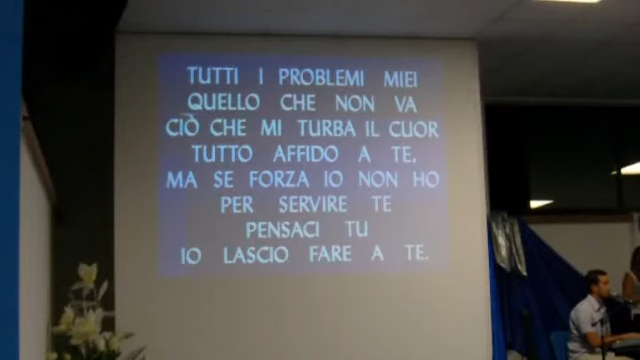 TUTTI I PROBLEMI MIEI
QUELLO CHE NON VA
CIÒ CHE MI TURBA IL CUOR
TUTTO AFFIDO A TE.
MA SE FORZA IO NON HO
PER SERVIRE TE
PENSACI TU
IO LASCIO FARE A TE.